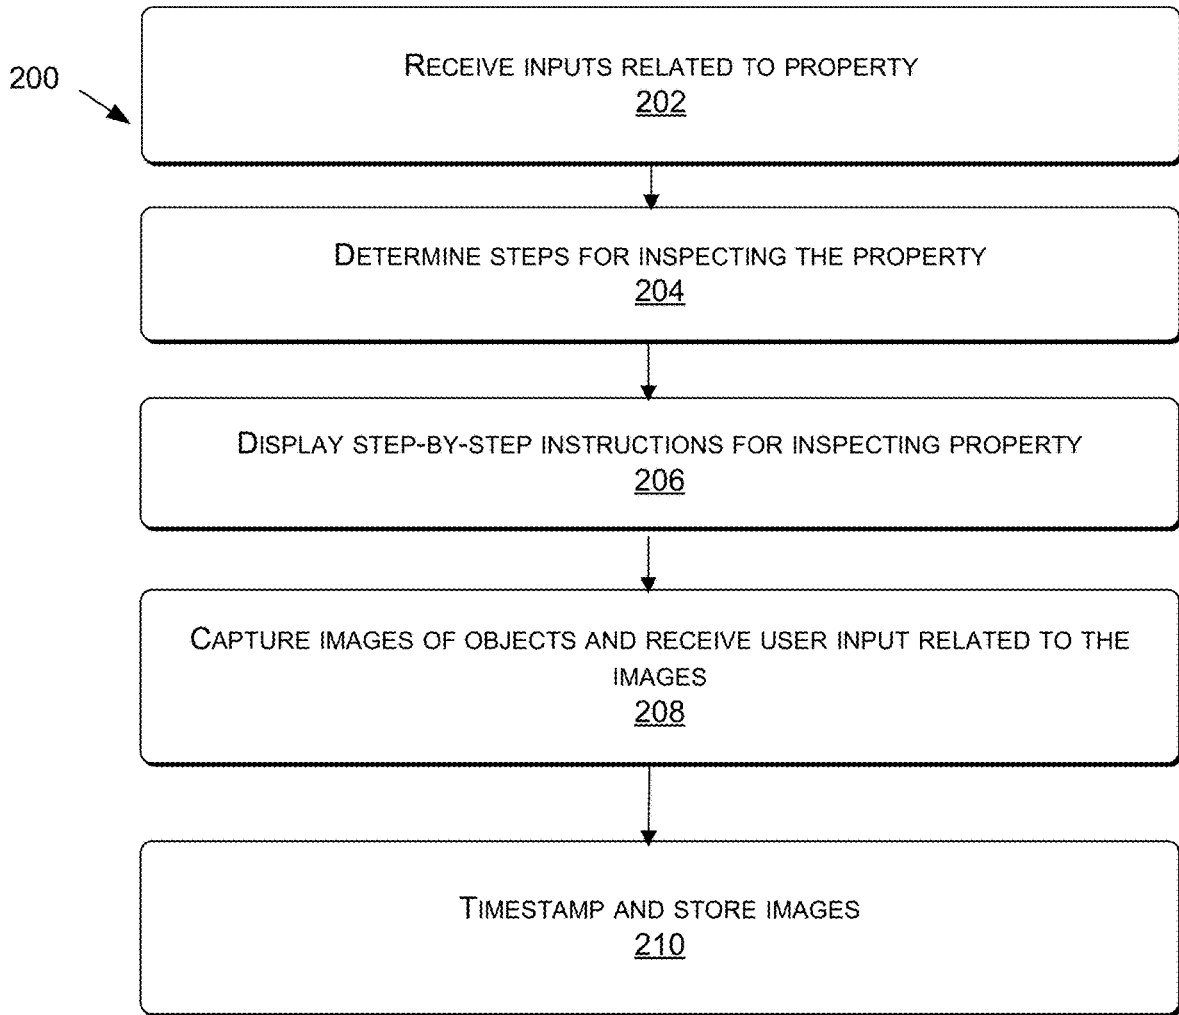 200
RECEIVE INPUTS RELATED TO PROPERTY
202
DETERMINE STEPS FOR INSPECTING THE PROPERTY
204
DISPLAY STEP-BY-STEP INSTRUCTIONS FOR INSPECTING PROPERTY
206
CAPTURE IMAGES OF OBJECTS AND RECEIVE USER INPUT RELATED TO THE
IMAGES
208
TIMESTAMP AND STORE IMAGES
210